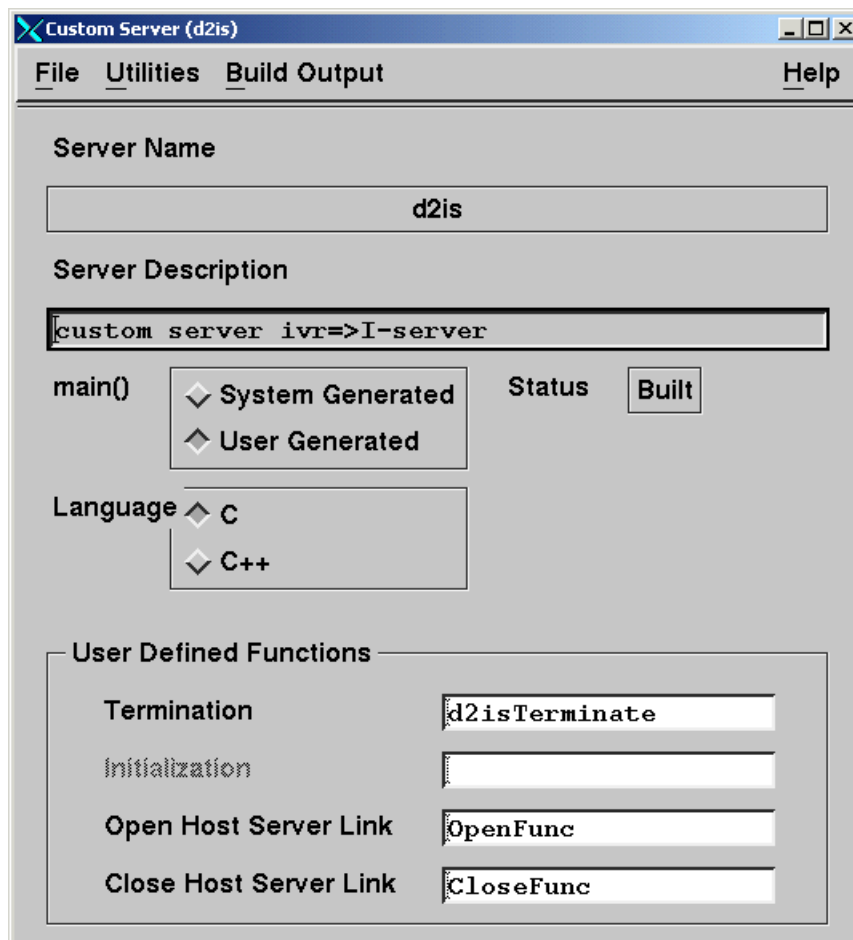 Custom Server (d2is)
File Utilities Build Output Help
Server Name
d2is
Server Description
custom server ivr=>I-server
main() System Generated Status Built
User Generated
Language C
C++
User Defined Functions
Termination d2isTerminate
Initialization
Open Host Server Link OpenFunc
Close Host Server Link CloseFunc